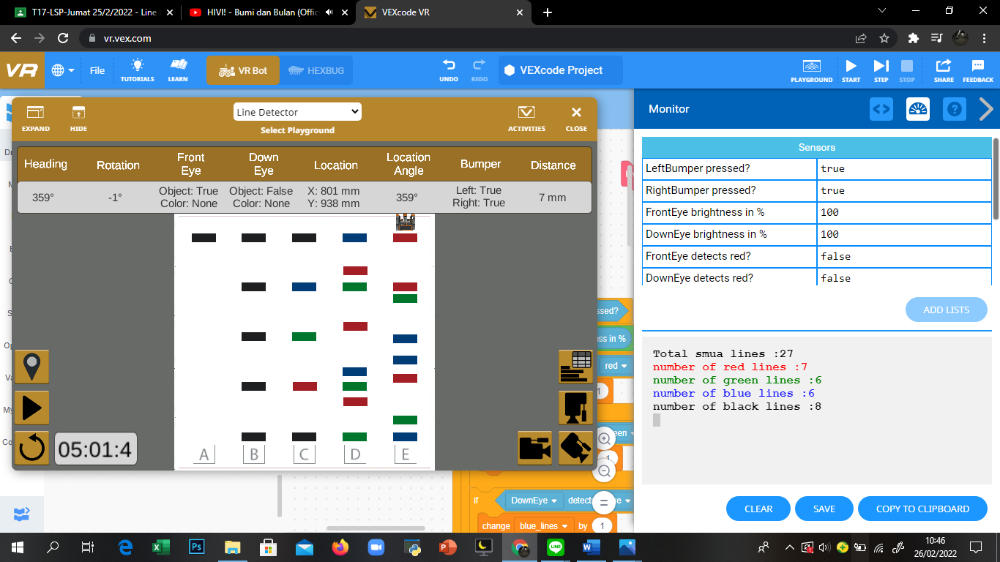 T17-LSP-Jumat 25/2/2022 - Line
HIVI! - Bumi dan Bulan (Offic
VEXcode VR
vr.vex.com
VR
File
TUTORIALS
LEARN
VR Bot
HEXBUG
UNDO
REDO
VEXcode Project
PLAYGROUND
START
STEP
STOP
SHARE
FEEDBACK
EXPAND
HIDE
Line Detector
Select Playground
ACTIVITIES
CLOSE
Heading
Rotation
Front Eye
Down Eye
Location
Location Angle
Bumper
Distance
359°
-1°
Object: True
Color: None
Object: False
Color: None
X: 801 mm
Y: 938 mm
359°
Left: True
Right: True
7 mm
A B C D E
05:01:4
ssed?
ss in %
red
1
een
1
if
DownEye
detects
e
change blue_lines by 1
Monitor
Sensors
LeftBumper pressed? true
RightBumper pressed? true
FrontEye brightness in % 100
DownEye brightness in % 100
FrontEye detects red? false
DownEye detects red? false
ADD LISTS
Total smua lines :27
number of red lines :7
number of green lines :6
number of blue lines :6
number of black lines :8
CLEAR
SAVE
COPY TO CLIPBOARD
10:46
26/02/2022